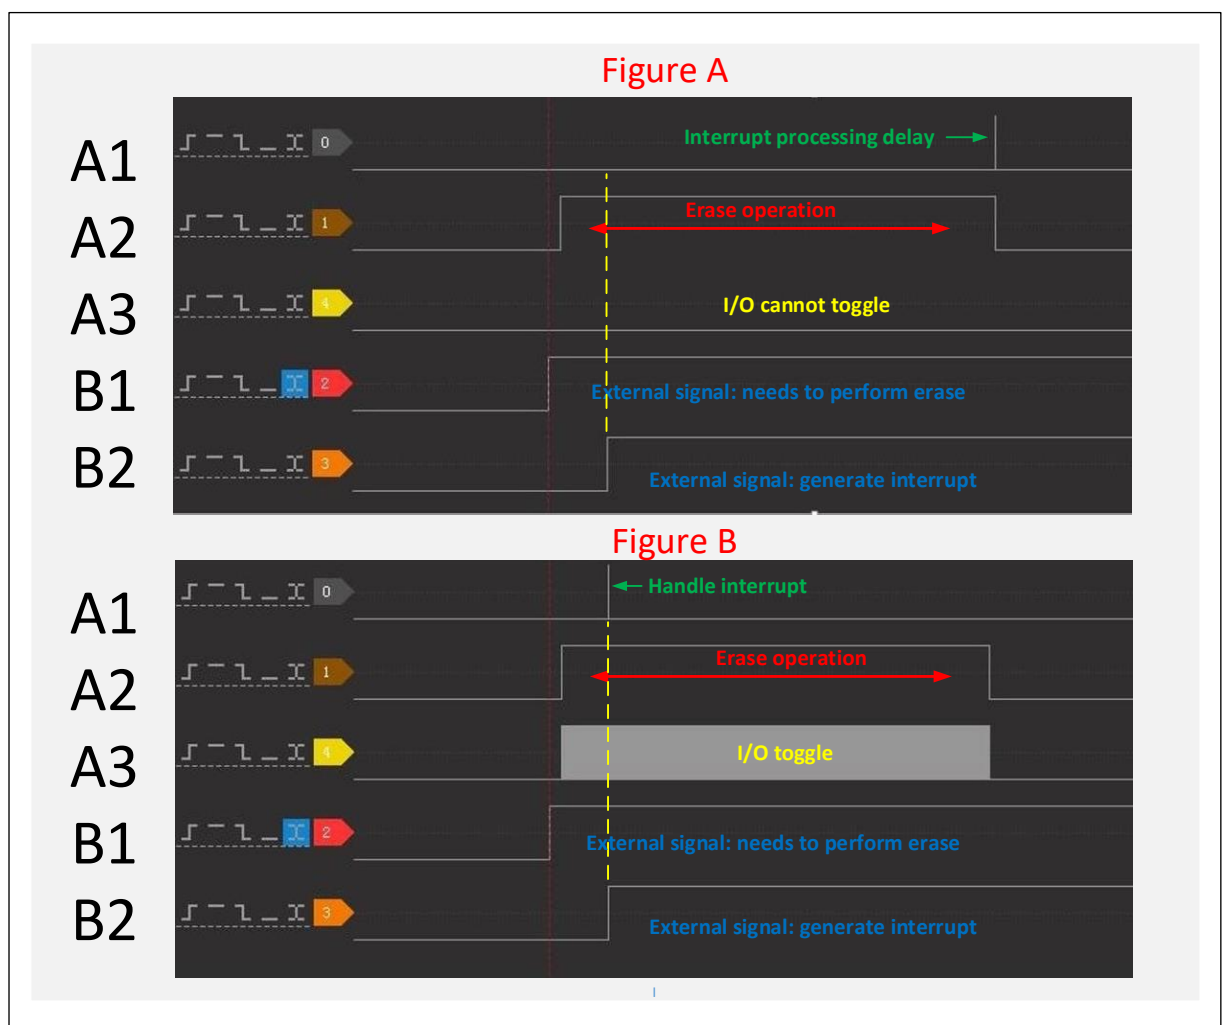 Figure A
A1
0
Interrupt processing delay
A2
1
Erase operation
A3
4
I/O cannot toggle
B1
2
External signal: needs to perform erase
B2
3
External signal: generate interrupt
Figure B
A1
0
Handle interrupt
A2
1
Erase operation
A3
4
I/O toggle
B1
2
External signal: needs to perform erase
B2
3
External signal: generate interrupt